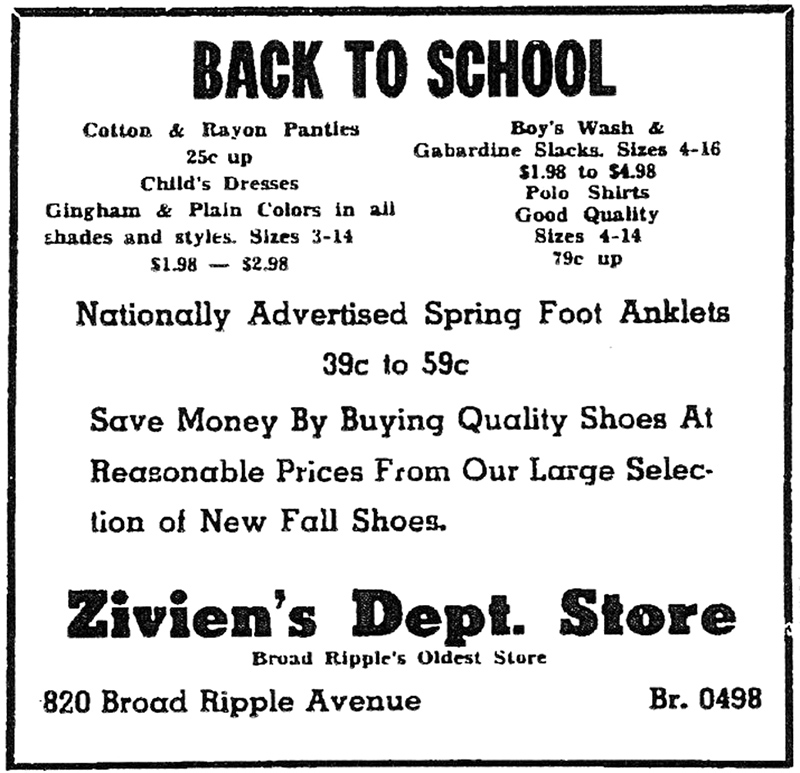 BACK TO SCHOOL
Cotton & Rayon Panties
25c up
Child's Dresses
Gingham & Plain Colors in all
shades and styles. Sizes 3-14
$1.98 — $2.98
Boy's Wash &
Gabardine Slacks. Sizes 4-16
$1.98 to $4.98
Polo Shirts
Good Quality
Sizes 4-14
79c up
Nationally Advertised Spring Foot Anklets
39c to 59c
Save Money By Buying Quality Shoes At
Reasonable Prices From Our Large Selec-
tion of New Fall Shoes.
Zivien's Dept. Store
Broad Ripple's Oldest Store
820 Broad Ripple Avenue
Br. 0498